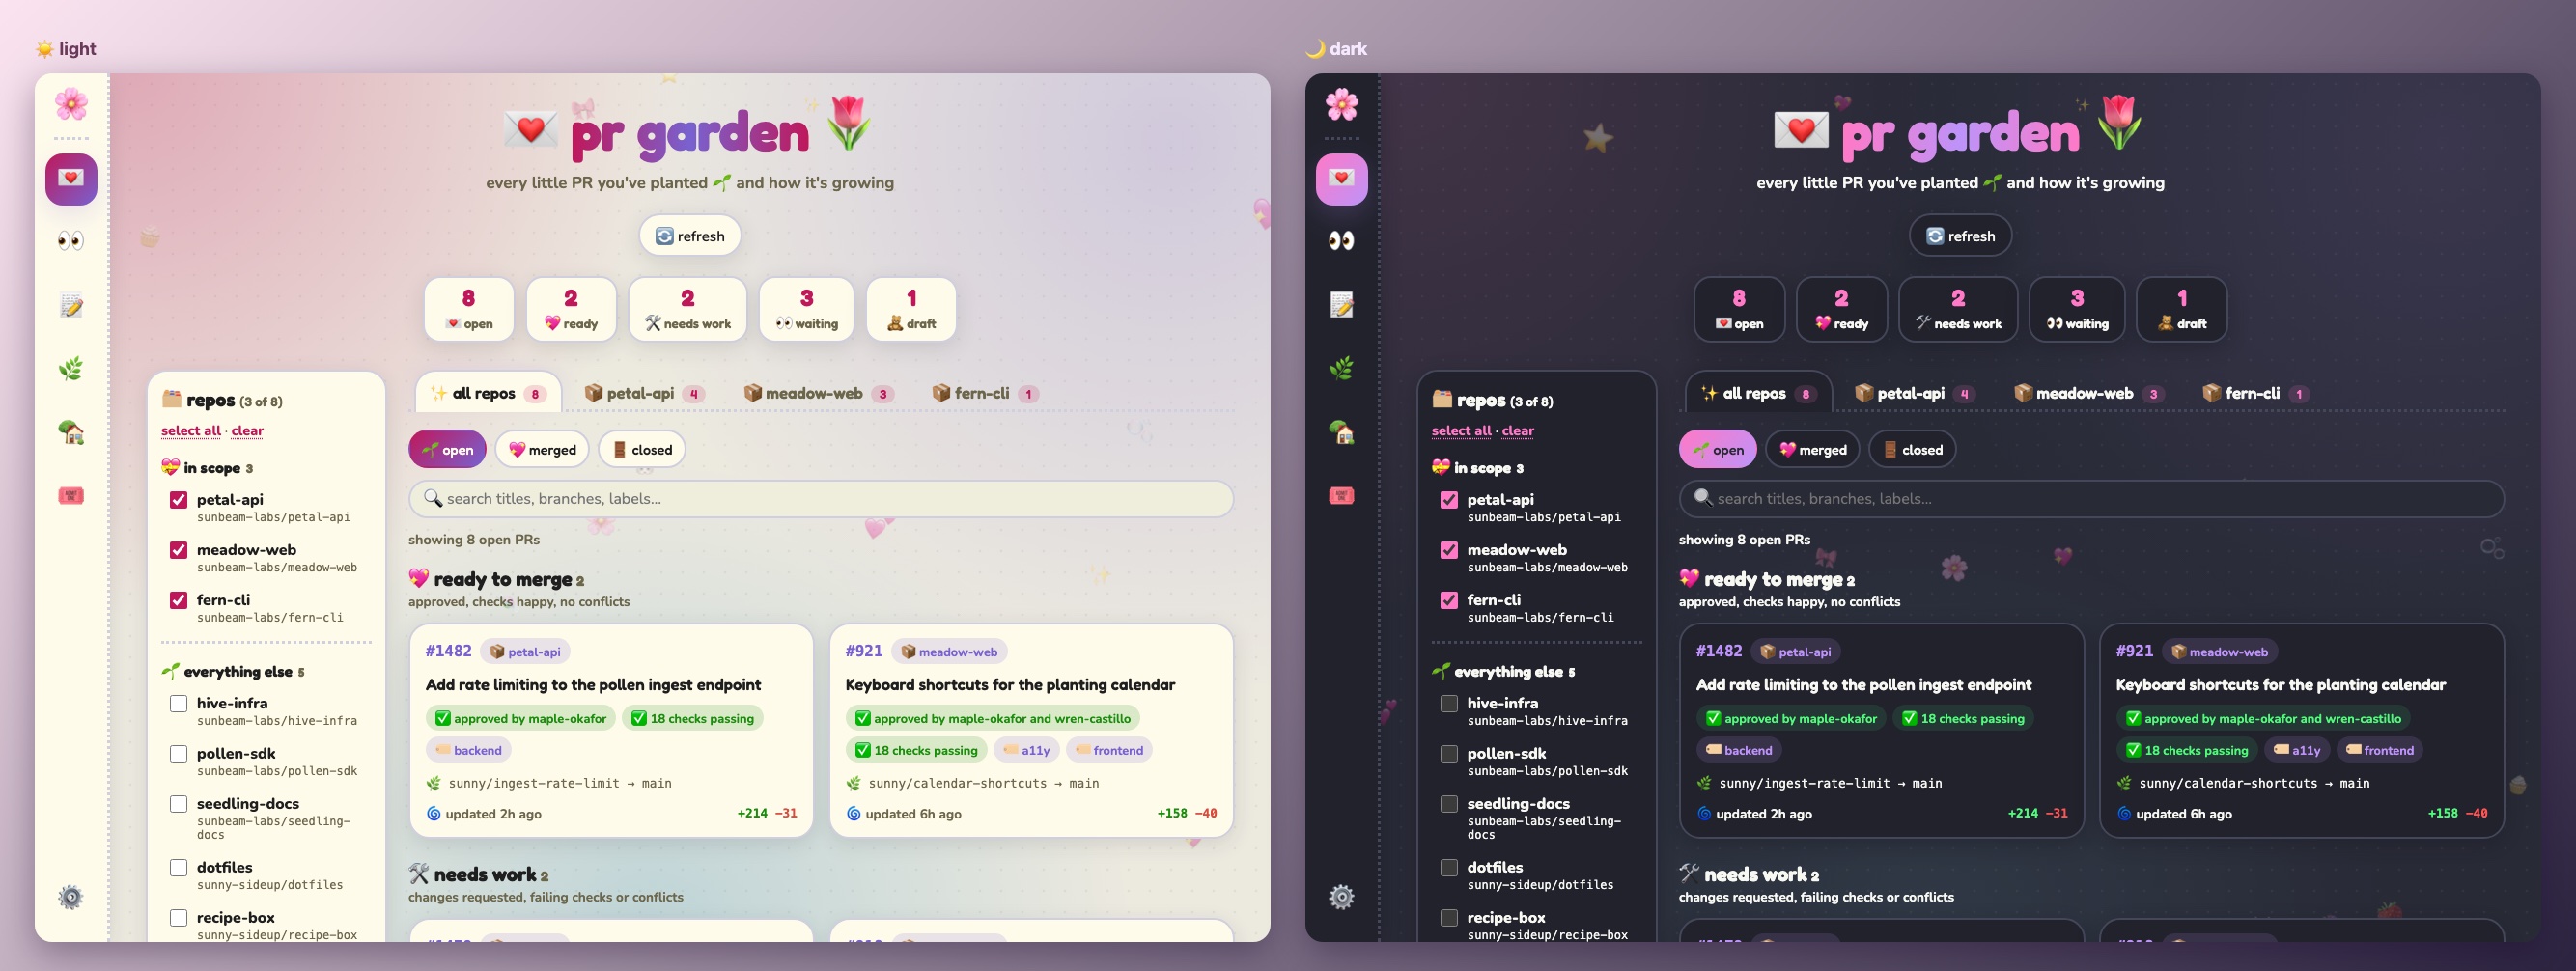 light
pr garden
every little PR you've planted 🌱 and how it's growing
refresh
8
open
2
ready
2
needs work
3
waiting
1
draft
repos (3 of 8)
select all · clear
in scope 3
petal-api
sunbeam-labs/petal-api
meadow-web
sunbeam-labs/meadow-web
fern-cli
sunbeam-labs/fern-cli
everything else 5
hive-infra
sunbeam-labs/hive-infra
pollen-sdk
sunbeam-labs/pollen-sdk
seedling-docs
sunbeam-labs/seedling-
docs
dotfiles
sunny-sideup/dotfiles
recipe-box
sunny-sideup/recipe-box
all repos 8 petal-api 4 meadow-web 3 fern-cli 1
open merged closed
search titles, branches, labels...
showing 8 open PRs
ready to merge 2
approved, checks happy, no conflicts
#1482 petal-api
Add rate limiting to the pollen ingest endpoint
approved by maple-okafor 18 checks passing
backend
sunny/ingest-rate-limit → main
updated 2h ago +214 −31
#921 meadow-web
Keyboard shortcuts for the planting calendar
approved by maple-okafor and wren-castillo
18 checks passing a11y frontend
sunny/calendar-shortcuts → main
updated 6h ago +158 −40
needs work 2
changes requested, failing checks or conflicts
dark
pr garden
every little PR you've planted 🌱 and how it's growing
refresh
8
open
2
ready
2
needs work
3
waiting
1
draft
repos (3 of 8)
select all · clear
in scope 3
petal-api
sunbeam-labs/petal-api
meadow-web
sunbeam-labs/meadow-web
fern-cli
sunbeam-labs/fern-cli
everything else 5
hive-infra
sunbeam-labs/hive-infra
pollen-sdk
sunbeam-labs/pollen-sdk
seedling-docs
sunbeam-labs/seedling-
docs
dotfiles
sunny-sideup/dotfiles
recipe-box
sunny-sideup/recipe-box
all repos 8 petal-api 4 meadow-web 3 fern-cli 1
open merged closed
search titles, branches, labels...
showing 8 open PRs
ready to merge 2
approved, checks happy, no conflicts
#1482 petal-api
Add rate limiting to the pollen ingest endpoint
approved by maple-okafor 18 checks passing
backend
sunny/ingest-rate-limit → main
updated 2h ago +214 −31
#921 meadow-web
Keyboard shortcuts for the planting calendar
approved by maple-okafor and wren-castillo
18 checks passing a11y frontend
sunny/calendar-shortcuts → main
updated 6h ago +158 −40
needs work 2
changes requested, failing checks or conflicts